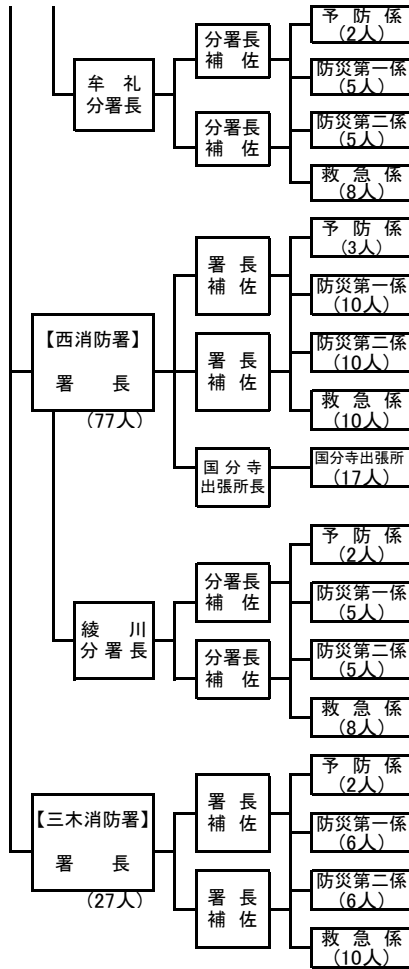 予防係
(2人)
分署長
補佐
防災第一係
(5人)
牟礼
分署長
分署長
補佐
防災第二係
(5人)
救急係
(8人)
予防係
(3人)
署長
補佐
防災第一係
(10人)
【西消防署】
署長
(77人)
署長
補佐
防災第二係
(10人)
救急係
(10人)
国分寺
出張所長
国分寺出張所
(17人)
予防係
(2人)
分署長
補佐
防災第一係
(5人)
綾川
分署長
分署長
補佐
防災第二係
(5人)
救急係
(8人)
予防係
(2人)
署長
補佐
防災第一係
(6人)
【三木消防署】
署長
(27人)
署長
補佐
防災第二係
(6人)
救急係
(10人)